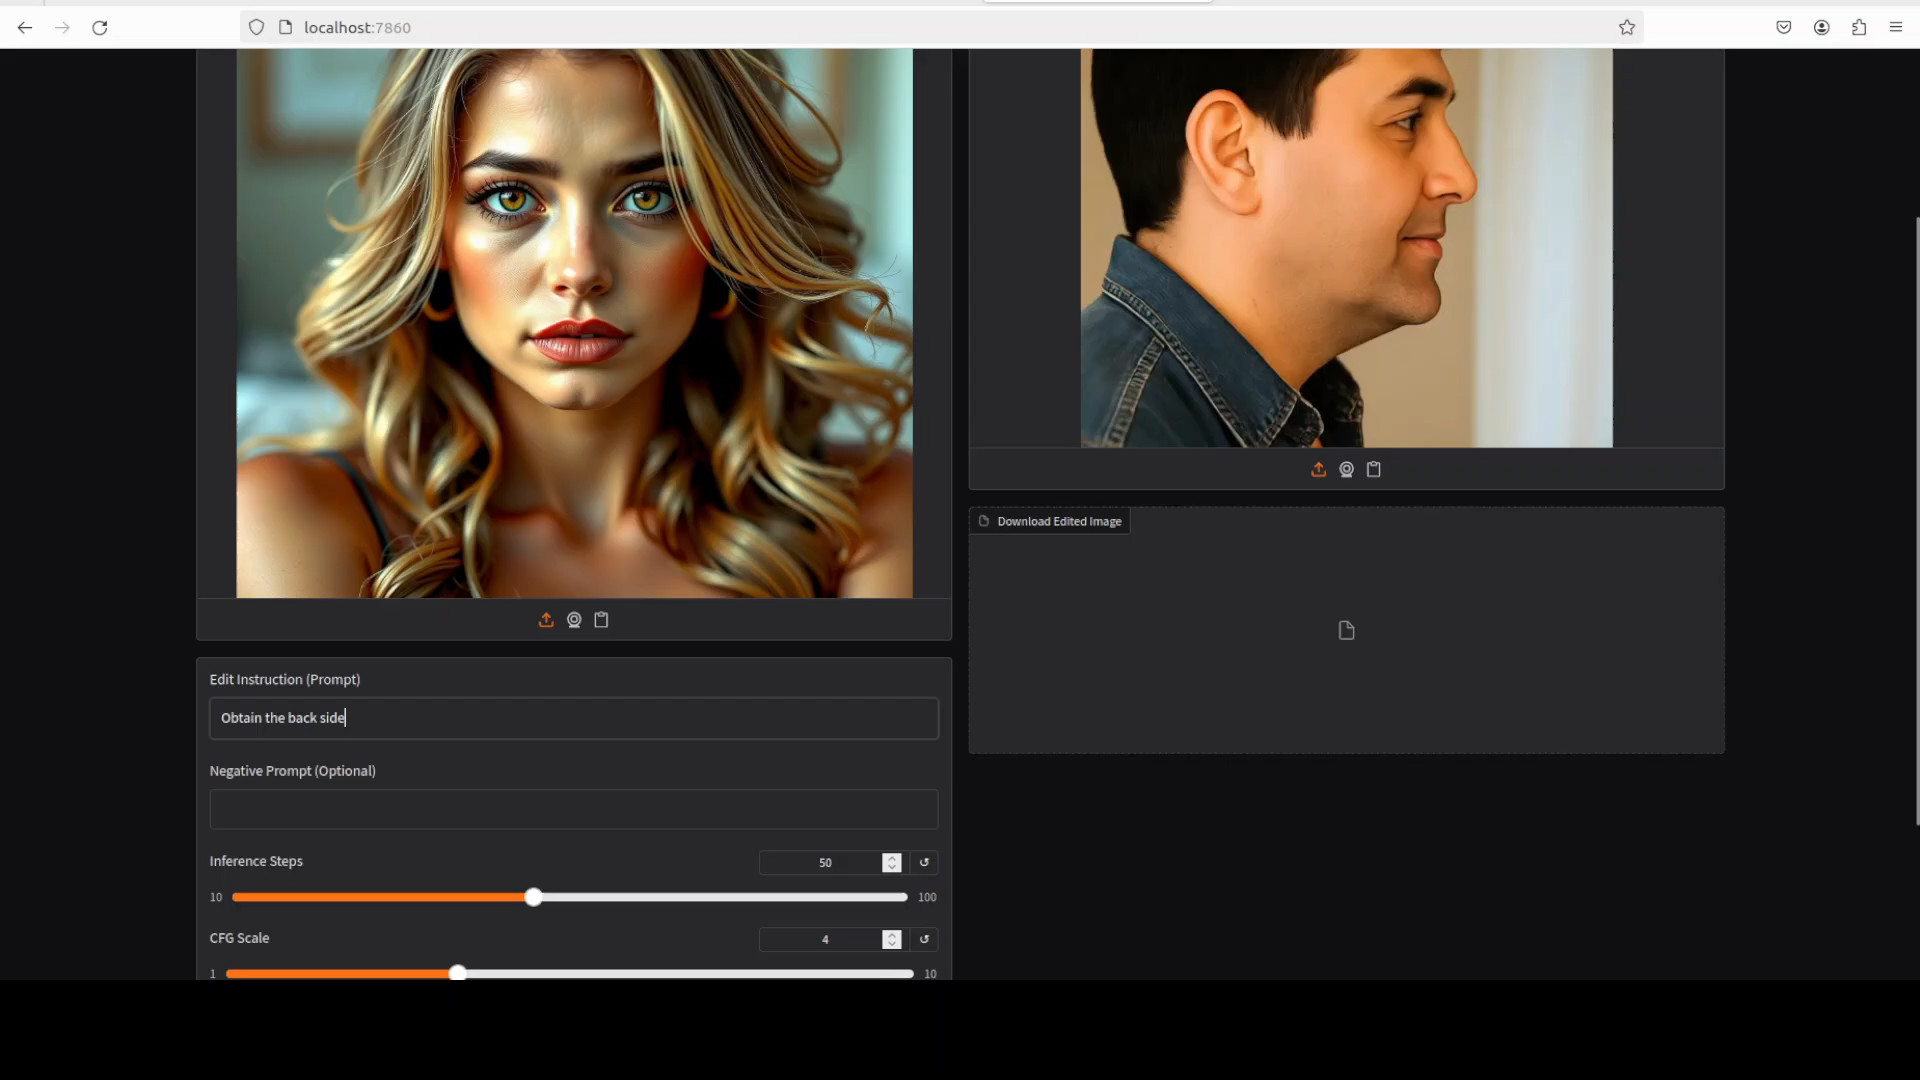 localhost:7860
Download Edited Image
Edit Instruction (Prompt)
Obtain the back side
Negative Prompt (Optional)
Inference Steps
50
10
100
CFG Scale
4
1
10